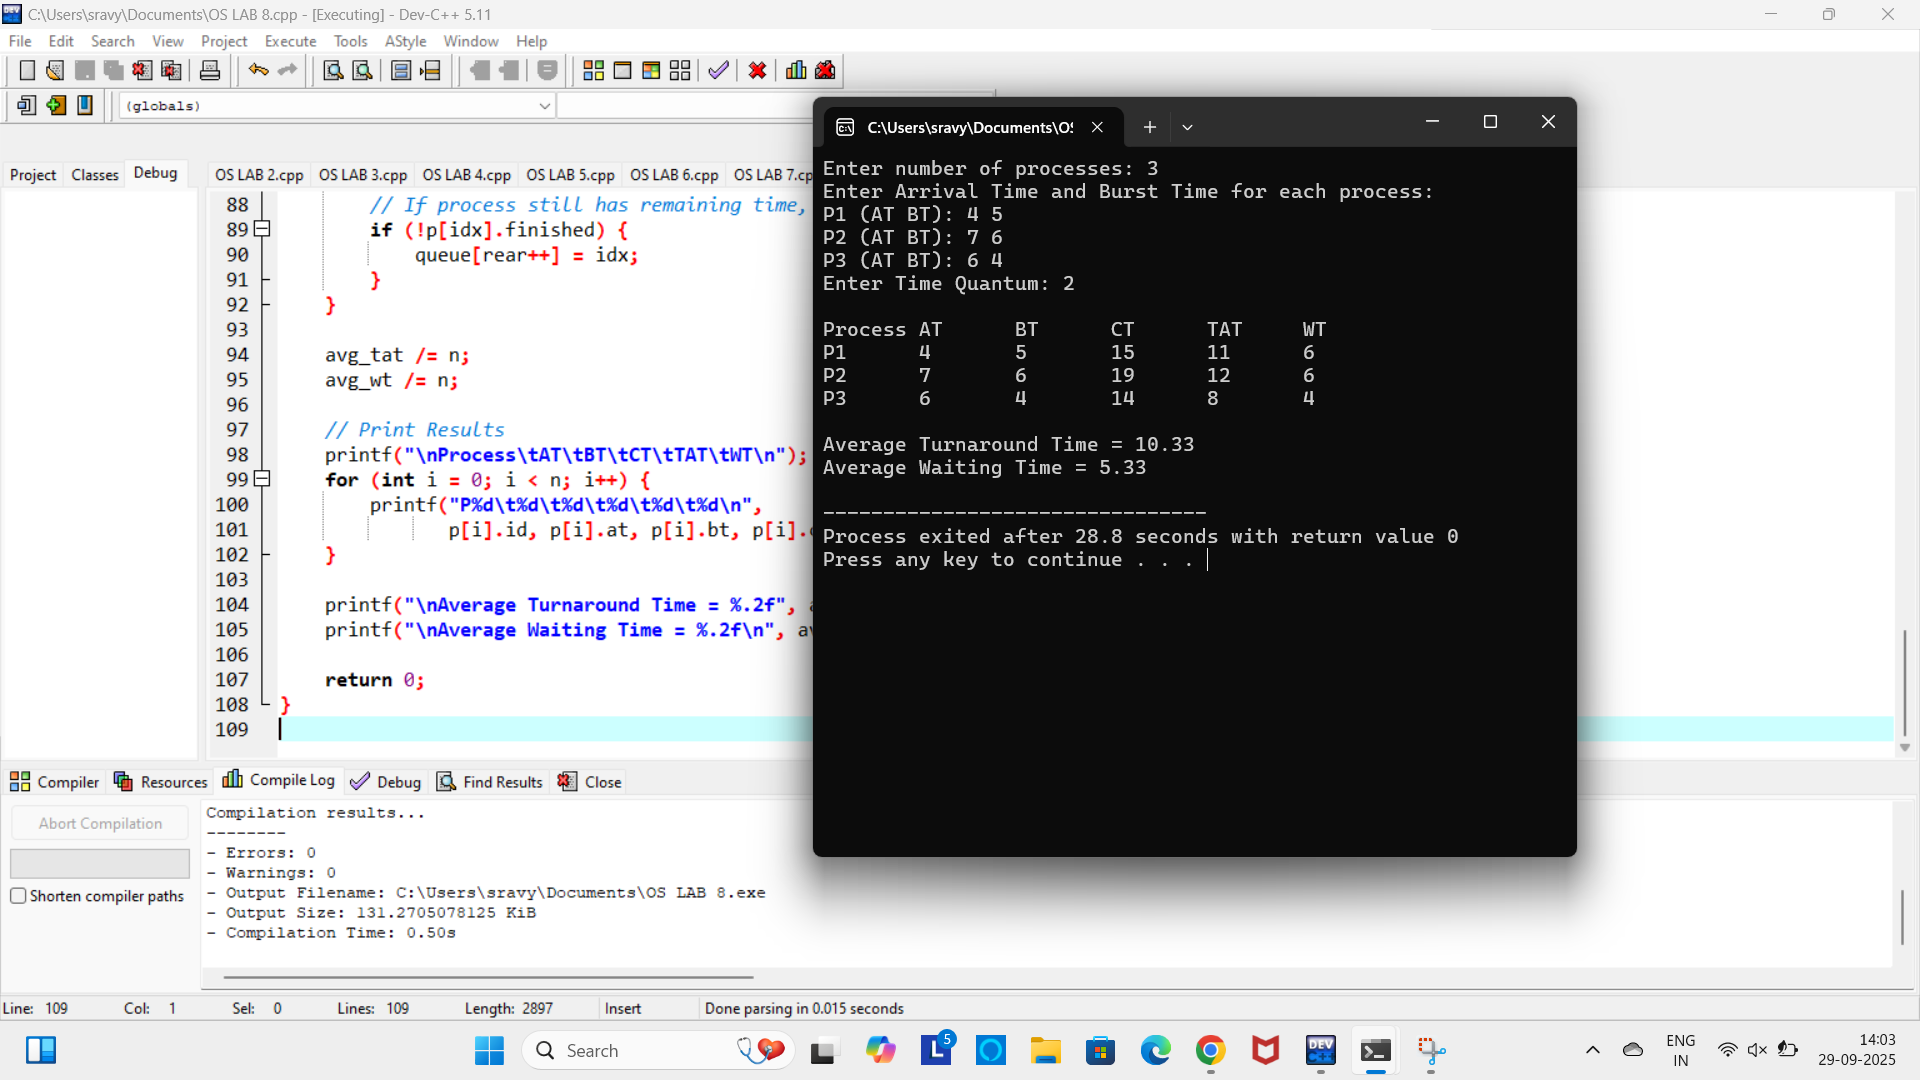 C:\Users\sravy\Documents\OS LAB 8.cpp - [Executing] - Dev-C++ 5.11
File Edit Search View Project Execute Tools AStyle Window Help
(globals)
Project Classes Debug
OS LAB 2.cpp OS LAB 3.cpp OS LAB 4.cpp OS LAB 5.cpp OS LAB 6.cpp OS LAB 7.cp
88 // If process still has remaining time,
89 if (!p[idx].finished) {
90 queue[rear++] = idx;
91 }
92 }
93
94 avg_tat /= n;
95 avg_wt /= n;
96
97 // Print Results
98 printf("\nProcess\tAT\tBT\tCT\tTAT\tWT\n");
99 for (int i = 0; i < n; i++) {
100 printf("P%d\t%d\t%d\t%d\t%d\t%d\n",
101 p[i].id, p[i].at, p[i].bt, p[i].
102 }
103
104 printf("\nAverage Turnaround Time = %.2f",
105 printf("\nAverage Waiting Time = %.2f\n", av
106
107 return 0;
108 }
109
C:\Users\sravy\Documents\OS
Enter number of processes: 3
Enter Arrival Time and Burst Time for each process:
P1 (AT BT): 4 5
P2 (AT BT): 7 6
P3 (AT BT): 6 4
Enter Time Quantum: 2
Process AT BT CT TAT WT
P1 4 5 15 11 6
P2 7 6 19 12 6
P3 6 4 14 8 4
Average Turnaround Time = 10.33
Average Waiting Time = 5.33
--------------------------------
Process exited after 28.8 seconds with return value 0
Press any key to continue . . .
Compiler Resources Compile Log Debug Find Results Close
Abort Compilation
Shorten compiler paths
Compilation results...
--------
- Errors: 0
- Warnings: 0
- Output Filename: C:\Users\sravy\Documents\OS LAB 8.exe
- Output Size: 131.2705078125 KiB
- Compilation Time: 0.50s
Line: 109 Col: 1 Sel: 0 Lines: 109 Length: 2897 Insert Done parsing in 0.015 seconds
Search
L 5
DEV C++
ENG
IN
14:03
29-09-2025